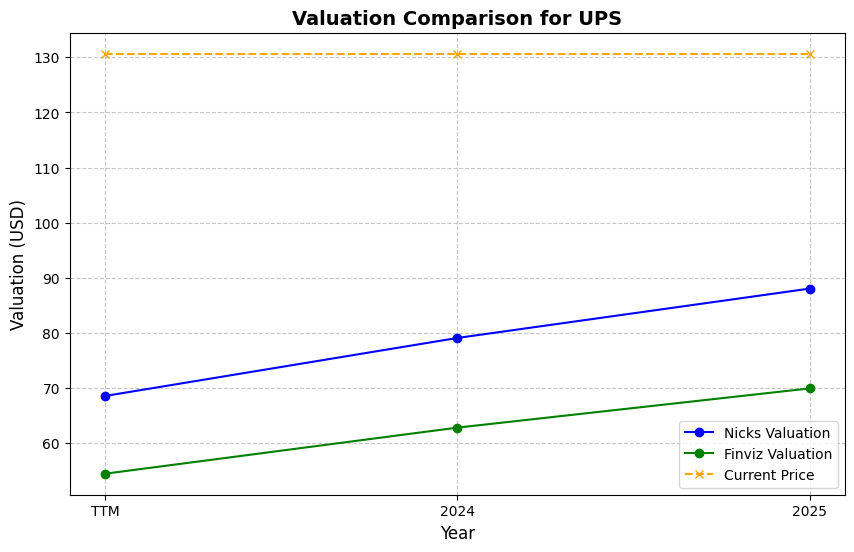 Valuation Comparison for UPS
Valuation (USD)
130
120
110
100
90
80
70
60
Nicks Valuation
Finviz Valuation
Current Price
TTM 2024 2025
Year